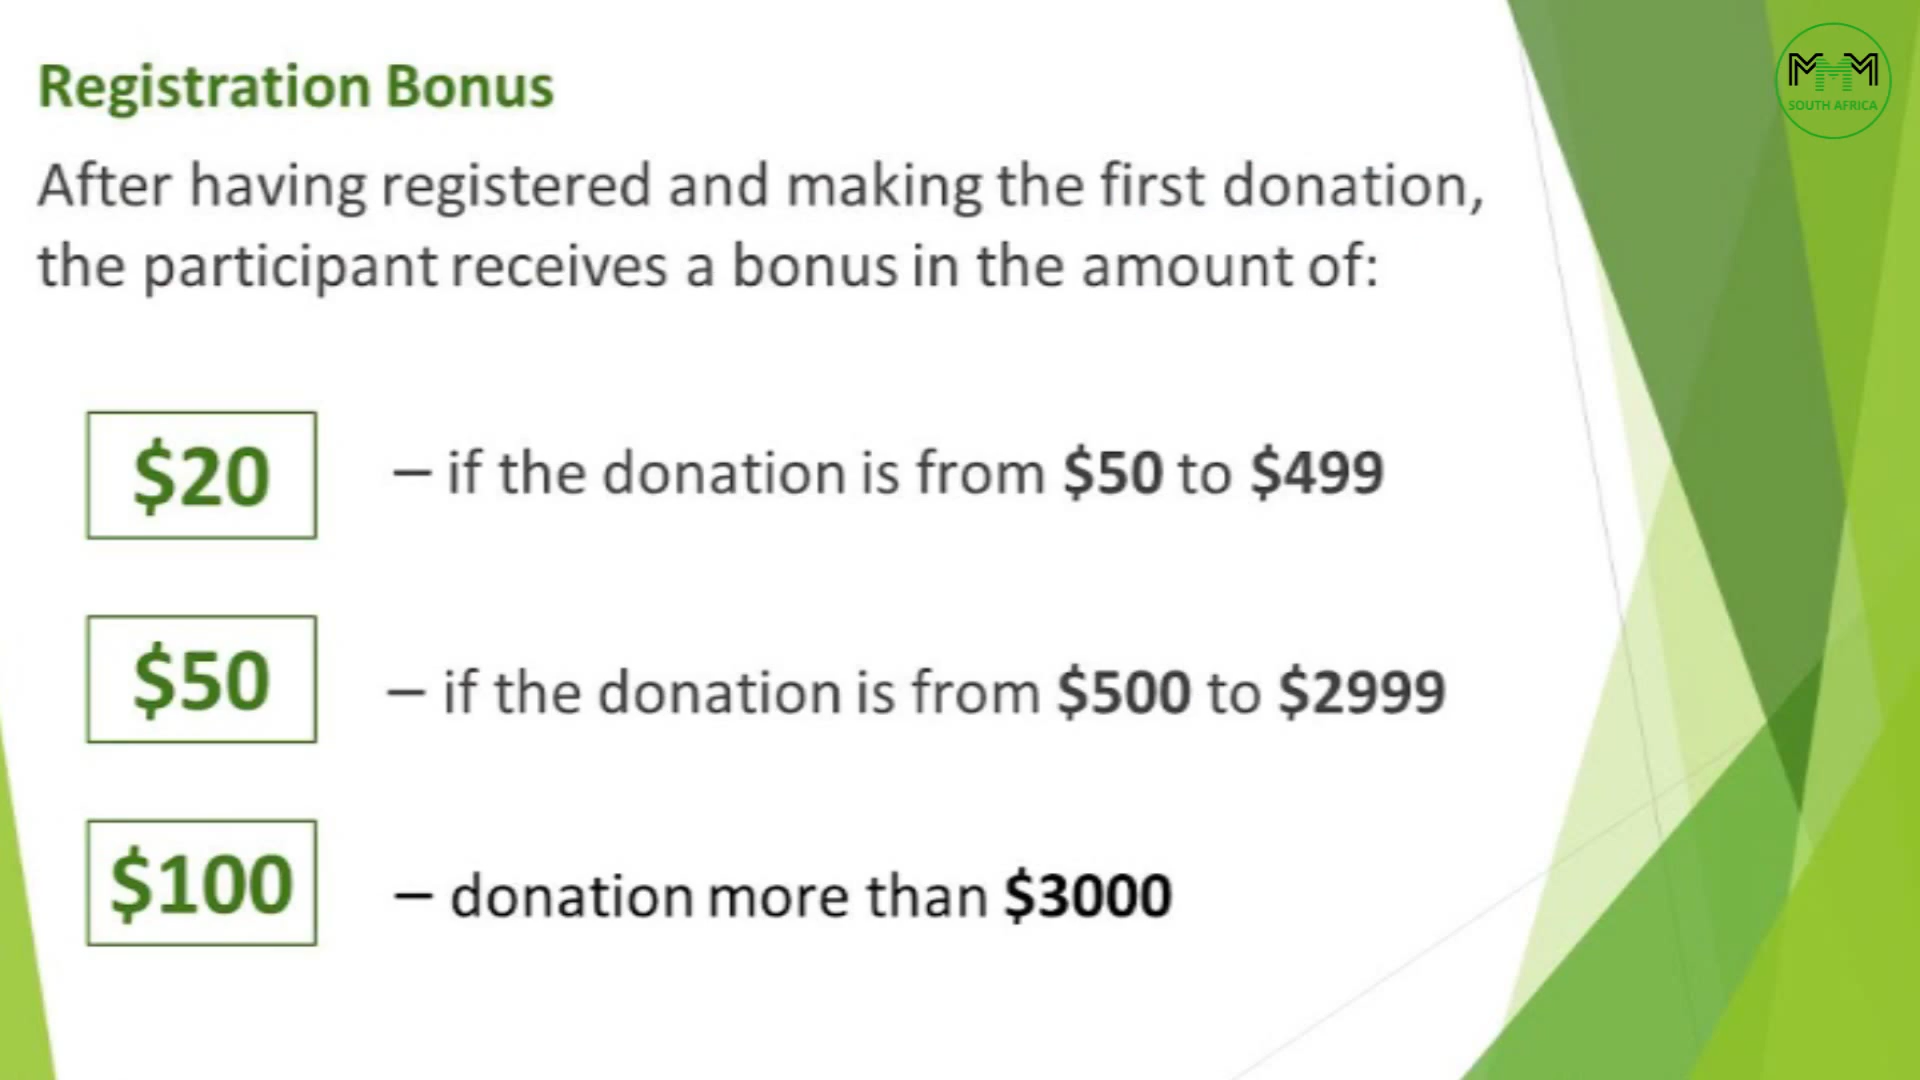 MMM
SOUTH AFRICA
Registration Bonus
After having registered and making the first donation,
the participant receives a bonus in the amount of:
$20 – if the donation is from $50 to $499
$50 – if the donation is from $500 to $2999
$100 – donation more than $3000